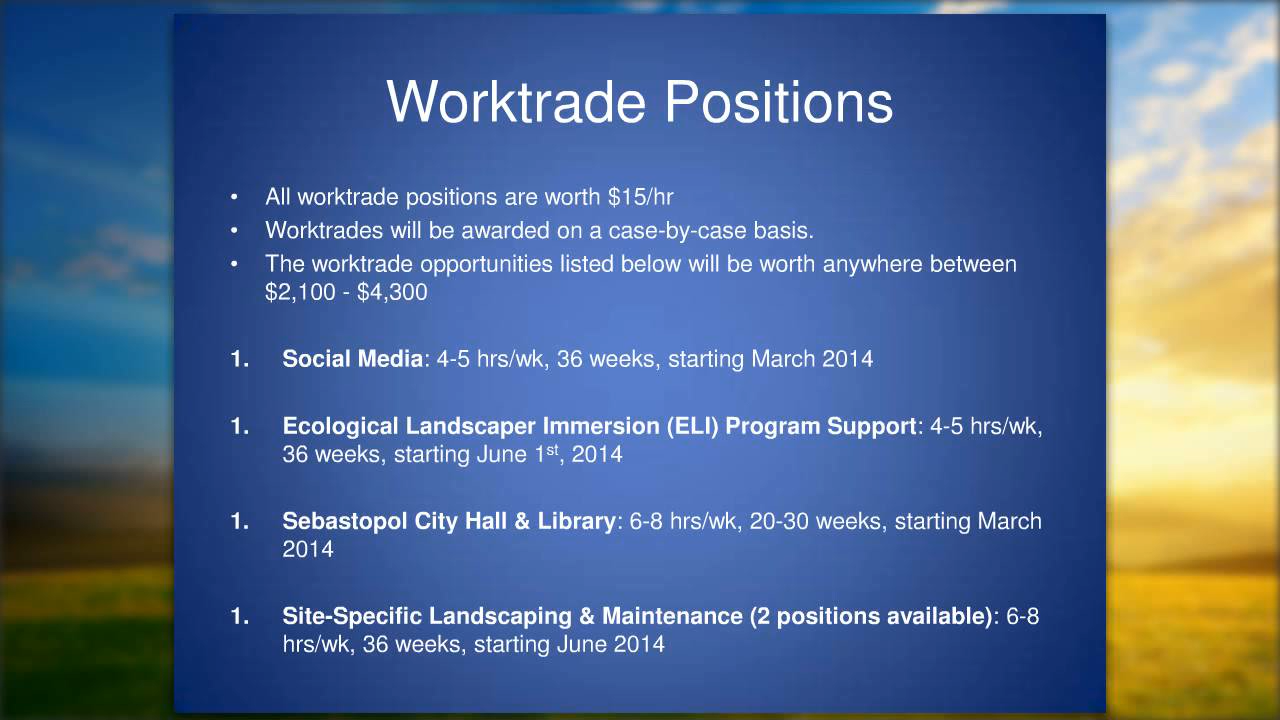 Worktrade Positions
• All worktrade positions are worth $15/hr
• Worktrades will be awarded on a case-by-case basis.
• The worktrade opportunities listed below will be worth anywhere between
$2,100 - $4,300
1. Social Media: 4-5 hrs/wk, 36 weeks, starting March 2014
1. Ecological Landscaper Immersion (ELI) Program Support: 4-5 hrs/wk,
36 weeks, starting June 1st, 2014
1. Sebastopol City Hall & Library: 6-8 hrs/wk, 20-30 weeks, starting March
2014
1. Site-Specific Landscaping & Maintenance (2 positions available): 6-8
hrs/wk, 36 weeks, starting June 2014